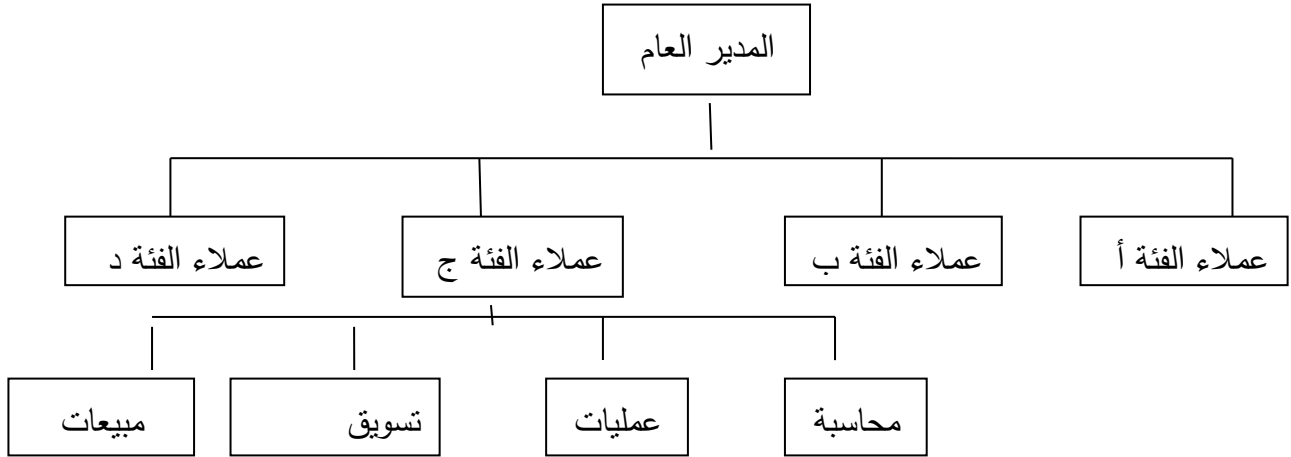 المدير العام
عملاء الفئة أ
عملاء الفئة ب
عملاء الفئة ج
عملاء الفئة د
محاسبة
عمليات
تسويق
مبيعات